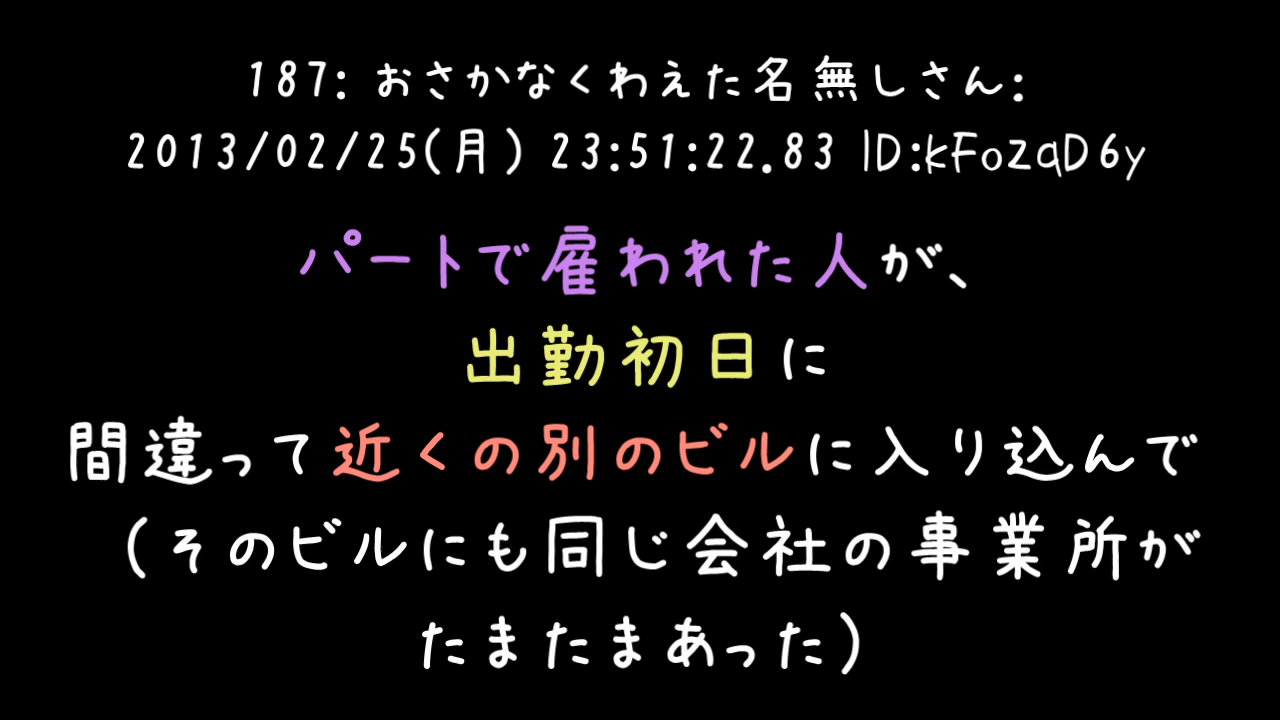 187: おさかなくわえた名無しさん:
2013/02/25(月) 23:51:22.83 ID:kFozqD6y
パートで雇われた人が、
出勤初日に
間違って近くの別のビルに入り込んで
(そのビルにも同じ会社の事業所が
たまたまあった)